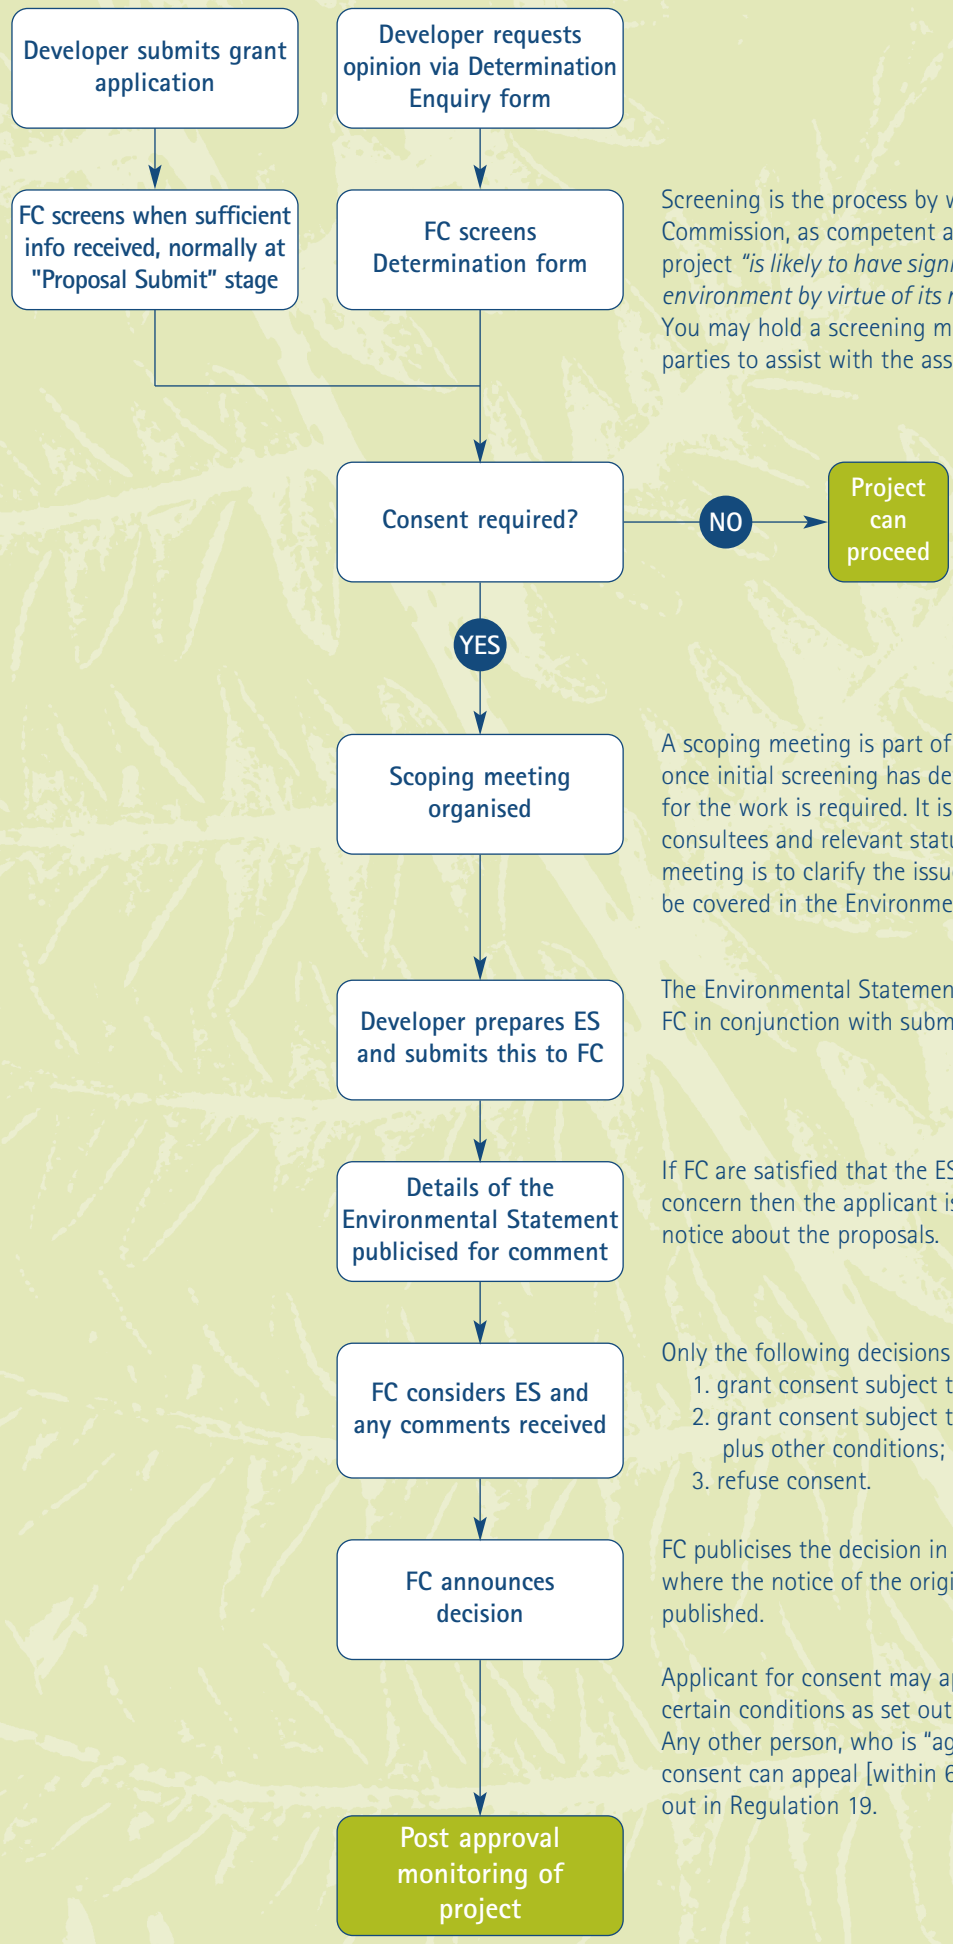 Developer submits grant
application
Developer requests
opinion via Determination
Enquiry form
FC screens when sufficient
info received, normally at
"Proposal Submit” stage
FC screens
Determination form
Screening is the process by
Commission, as competent
project “is likely to have
environment by virtue of its
You may hold a screening
parties to assist with the
Consent required?
NO
Project
can
proceed
YES
Scoping meeting
organised
A scoping meeting is part of
once initial screening has
for the work is required. It is
consultees and relevant
meeting is to clarify the
be covered in the
Developer prepares ES
and submits this to FC
The Environmental
FC in conjunction with
Details of the
Environmental Statement
publicised for comment
If FC are satisfied that the ES
concern then the applicant
notice about the proposals.
FC considers ES and
any comments received
Only the following decisions
1. grant consent subject
2. grant consent subject
plus other conditions;
3. refuse consent.
FC announces
decision
FC publicises the decision in
where the notice of the
published.
Applicant for consent may
certain conditions as set out
Any other person, who is
consent can appeal [within
out in Regulation 19.
Post approval
monitoring of
project